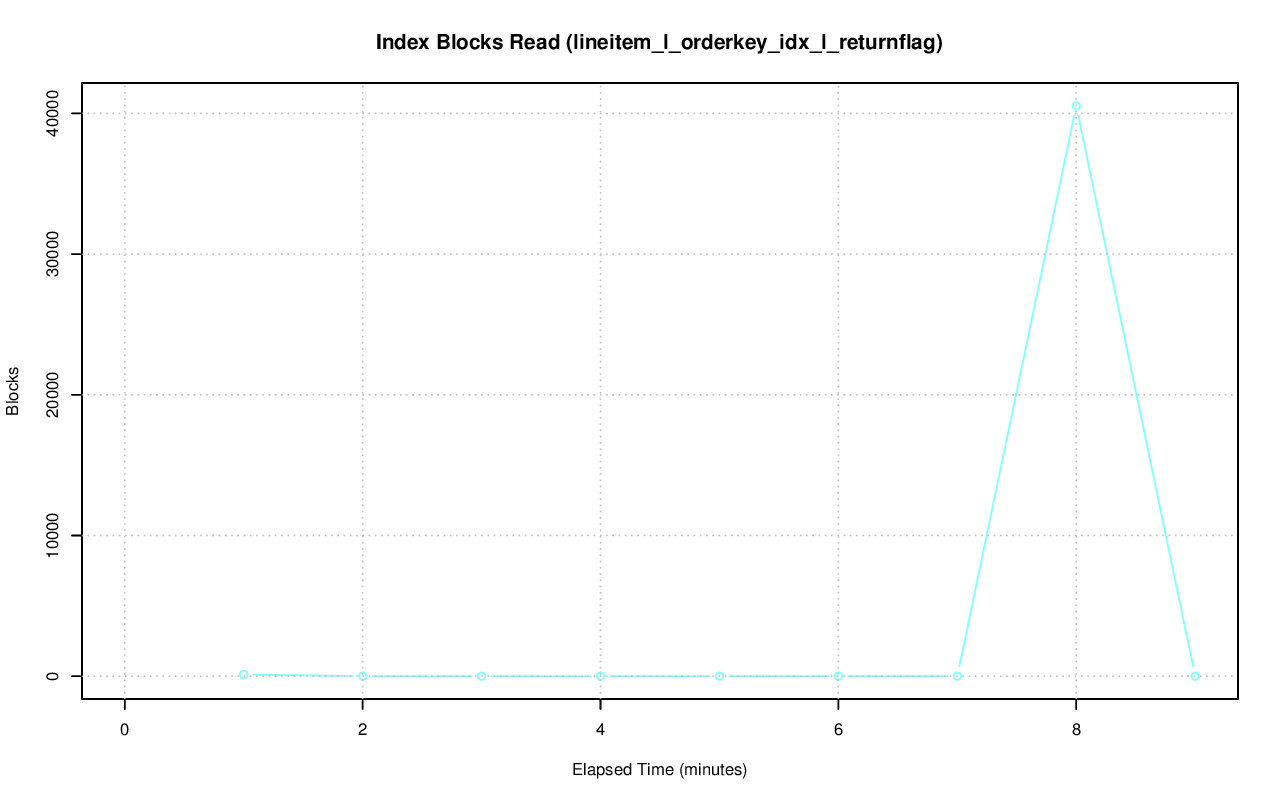 Index Blocks Read (lineitem_l_orderkey_idx_l_returnflag)
40000
30000
20000
10000
0
Blocks
0 2 4 6 8
Elapsed Time (minutes)